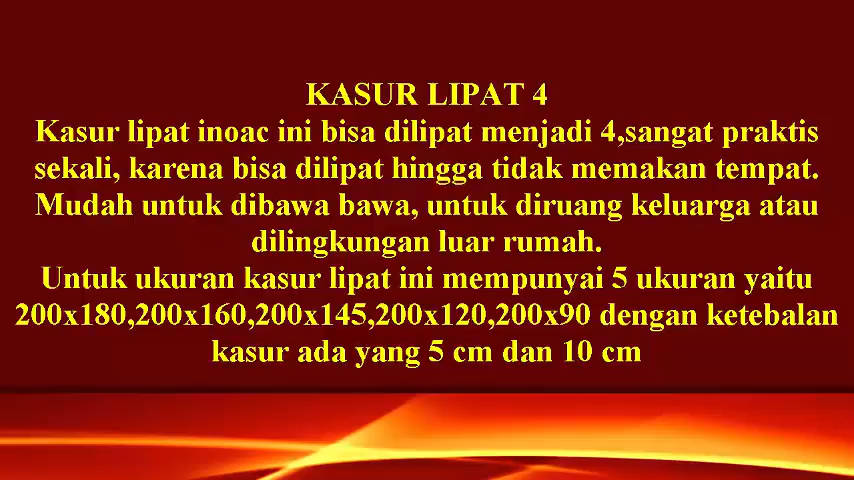 KASUR LIPAT 4
Kasur lipat inoac ini bisa dilipat menjadi 4,sangat praktis
sekali, karena bisa dilipat hingga tidak memakan tempat.
Mudah untuk dibawa bawa, untuk diruang keluarga atau
dilingkungan luar rumah.
Untuk ukuran kasur lipat ini mempunyai 5 ukuran yaitu
200x180,200x160,200x145,200x120,200x90 dengan ketebalan
kasur ada yang 5 cm dan 10 cm